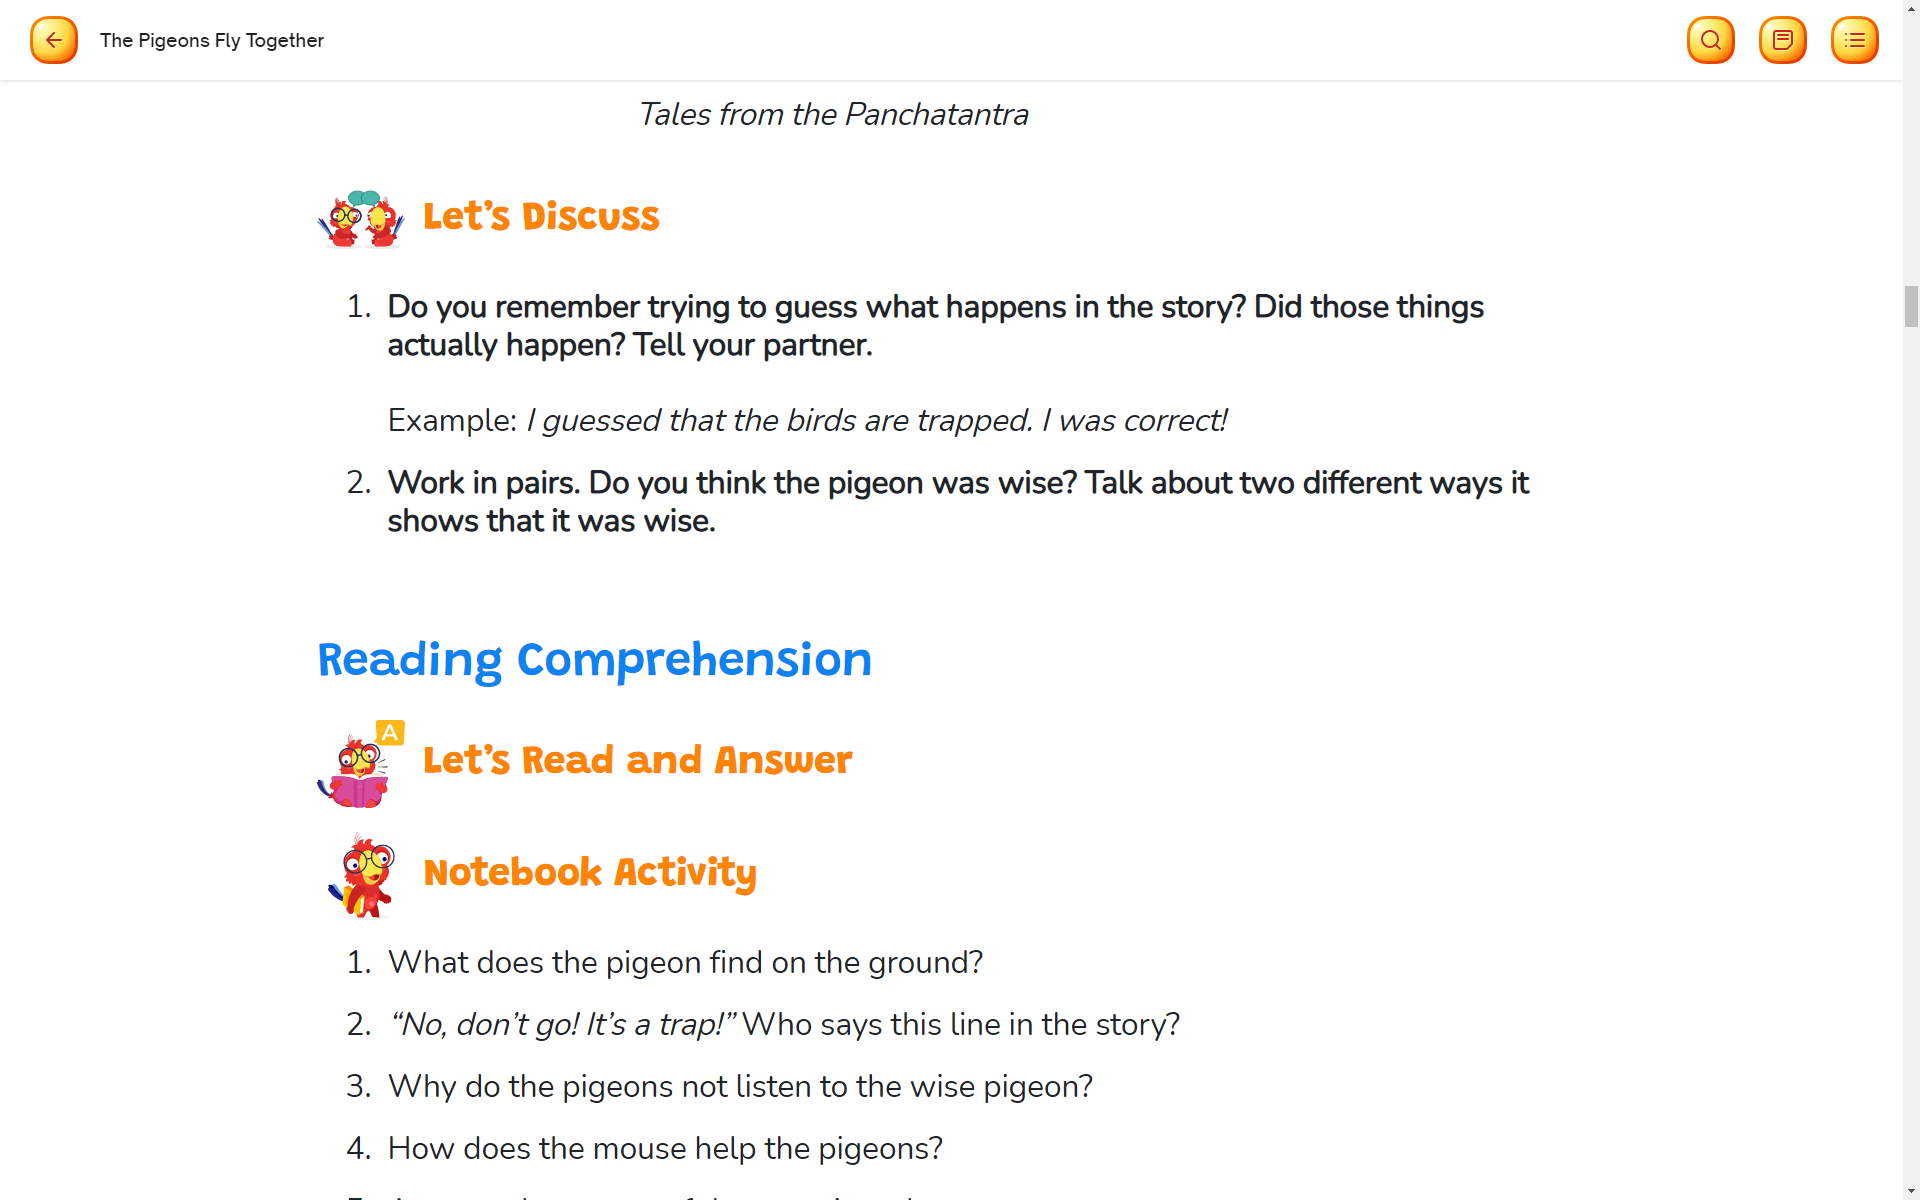 The Pigeons Fly Together
Tales from the Panchatantra
Let’s Discuss
1. Do you remember trying to guess what happens in the story? Did those things
actually happen? Tell your partner.
Example: I guessed that the birds are trapped. I was correct!
2. Work in pairs. Do you think the pigeon was wise? Talk about two different ways it
shows that it was wise.
Reading Comprehension
A
Let’s Read and Answer
Notebook Activity
1. What does the pigeon find on the ground?
2. “No, don’t go! It’s a trap!” Who says this line in the story?
3. Why do the pigeons not listen to the wise pigeon?
4. How does the mouse help the pigeons?